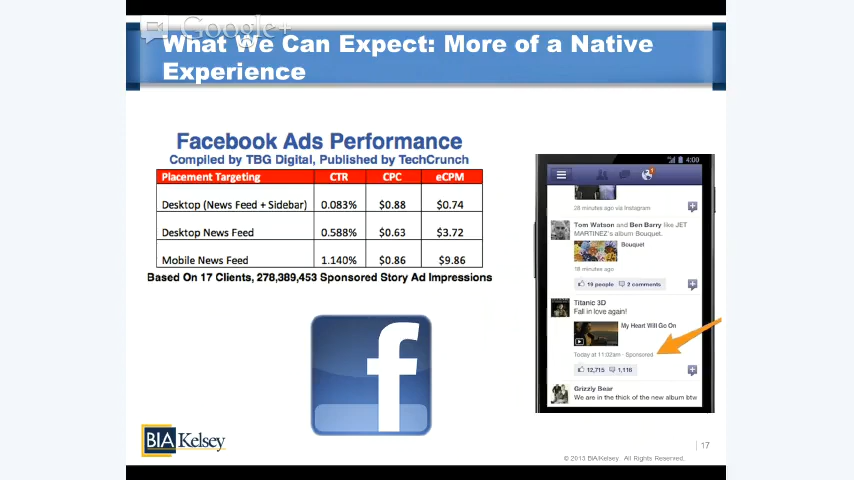 Google+
What We Can Expect: More of a Native
Experience
Facebook Ads Performance
Compiled by TBG Digital, Published by TechCrunch
Placement Targeting CTR CPC eCPM
Desktop (News Feed + Sidebar) 0.083% $0.88 $0.74
Desktop News Feed 0.588% $0.63 $3.72
Mobile News Feed 1.140% $0.86 $9.86
Based On 17 Clients, 278,389,453 Sponsored Story Ad Impressions
4:00
28 minutes ago via Instagram
Tom Watson and Ben Barry like JET
MARTINEZ's album Bouquet.
Bouquet
18 minutes ago
19 people 2 comments
Titanic 3D
Fall in love again!
My Heart Will Go On
Today at 11:02am · Sponsored
12,715 1,116
Grizzly Bear
We are in the thick of the new album btw
f
BIA Kelsey
17
© 2013 BIA/Kelsey. All Rights Reserved.